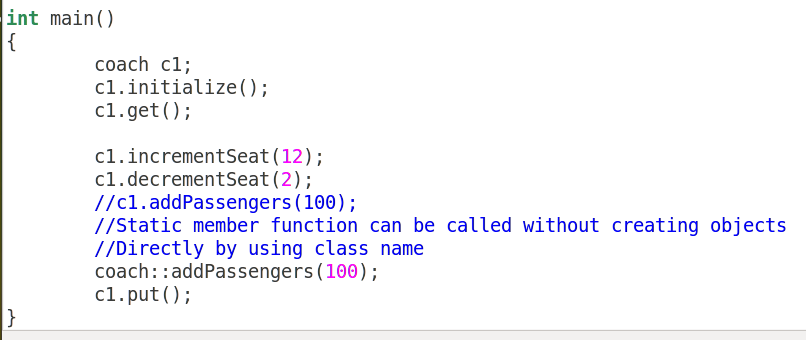 int main()
{
coach c1;
c1.initialize();
c1.get();
c1.incrementSeat(12);
c1.decrementSeat(2);
//c1.addPassengers(100);
//Static member function can be called without creating objects
//Directly by using class name
coach::addPassengers(100);
c1.put();
}